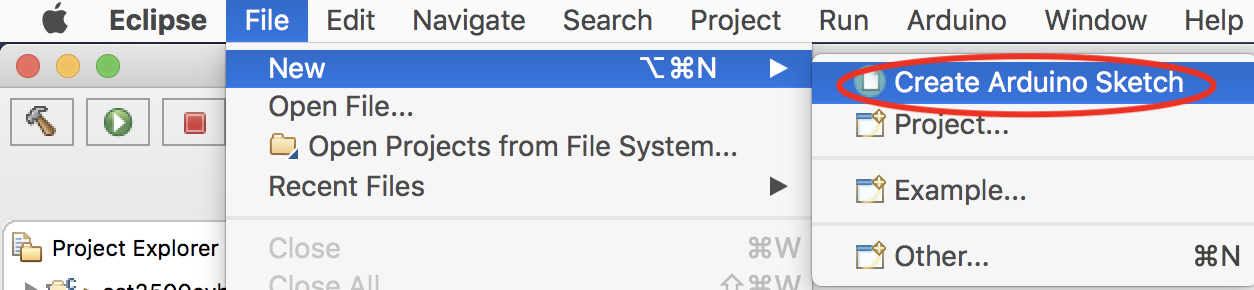 Eclipse File Edit Navigate Search Project Run Arduino Window Help
New ⌥⌘N ▶
Create Arduino Sketch
Open File...
Project...
Open Projects from File System...
Recent Files ▶
Example...
Project Explorer
Close ⌘W
Other... ⌘N
Close All ⇧⌘W